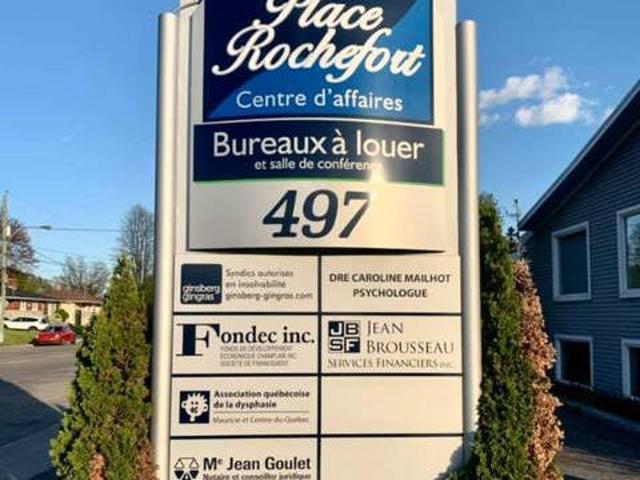 Place
Rochefort
Centre d'affaires
Bureaux à louer
et salle de conférence
497
ginsberg
gingras
Syndics autorisés
en insolvabilité
ginsberg-gingras.com
DRE CAROLINE MAILHOT
PSYCHOLOGUE
Fondec inc.
FONDS DE DÉVELOPPEMENT
ÉCONOMIQUE CHAMPLAIN INC.
SOCIÉTÉ DE FINANCEMENT
JB
SF
JEAN
BROUSSEAU
SERVICES FINANCIERS INC.
Association québécoise
de la dysphasie
Mauricie et Centre-du-Québec
Me Jean Goulet
Notaire et conseiller juridique